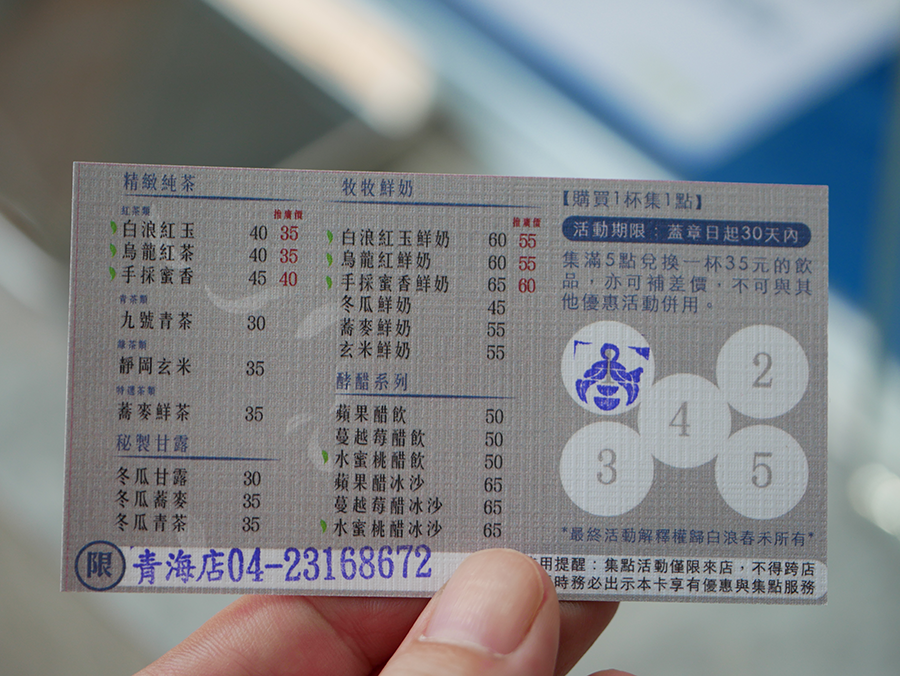 精緻純茶
紅茶類 推廣價
白浪紅玉 40 35
烏龍紅茶 40 35
手採蜜香 45 40
青茶類
九號青茶 30
綠茶類
靜岡玄米 35
特選茶類
蕎麥鮮茶 35
秘製甘露
冬瓜甘露 30
冬瓜蕎麥 35
冬瓜青茶 35
牧牧鮮奶
推廣價
白浪紅玉鮮奶 60 55
烏龍紅鮮奶 60 55
手採蜜香鮮奶 65 60
冬瓜鮮奶 45
蕎麥鮮奶 55
玄米鮮奶 55
酵醋系列
蘋果醋飲 50
蔓越莓醋飲 50
水蜜桃醋飲 50
蘋果醋冰沙 65
蔓越莓醋冰沙 65
水蜜桃醋冰沙 65
【購買1杯集1點】
活動期限：蓋章日起30天內
集滿5點兌換一杯35元的飲
品，亦可補差價，不可與其
他優惠活動併用。
2
4
3
5
*最終活動解釋權歸白浪春禾所有*
限 青海店04-23168672
用提醒：集點活動僅限來店，不得跨店
時務必出示本卡享有優惠與集點服務